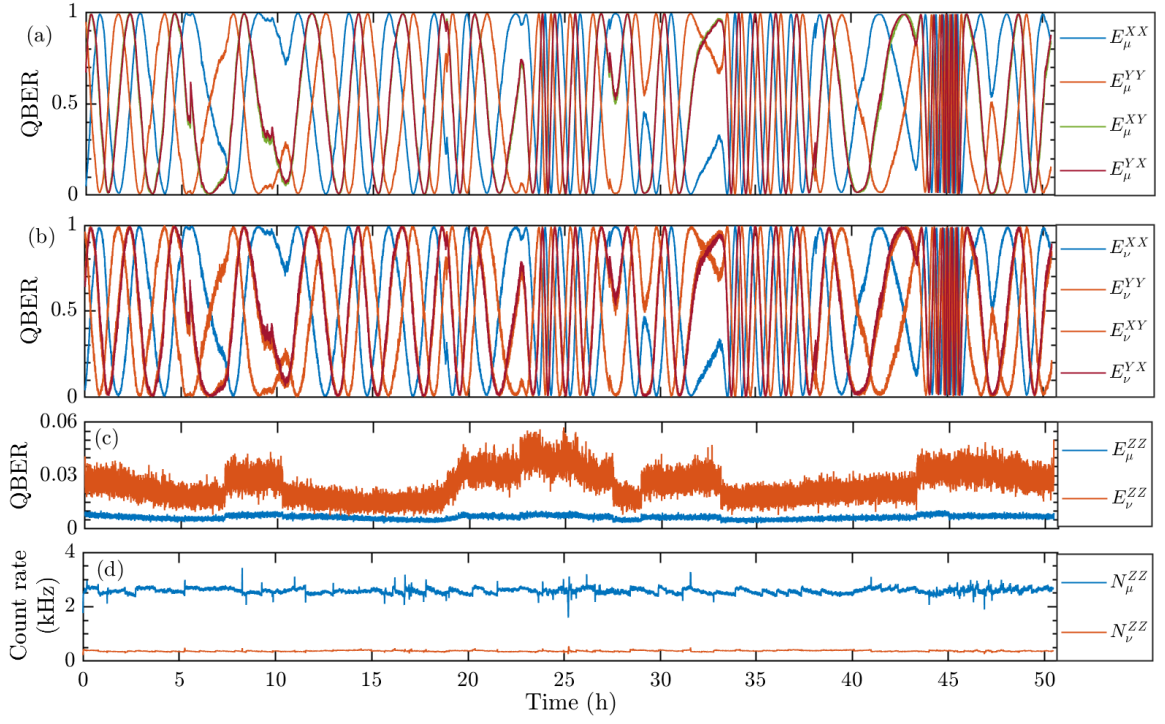 (a)
QBER
1
0.5
0
E_μ^{XX}
E_μ^{YY}
E_μ^{XY}
E_μ^{YX}
(b)
QBER
1
0.5
0
E_ν^{XX}
E_ν^{YY}
E_ν^{XY}
E_ν^{YX}
(c)
QBER
0.06
0.03
0
E_μ^{ZZ}
E_ν^{ZZ}
(d)
Count rate
(kHz)
4
2
0
N_μ^{ZZ}
N_ν^{ZZ}
0 5 10 15 20 25 30 35 40 45 50
Time (h)